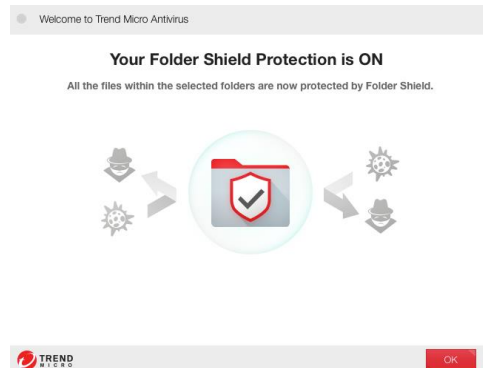 Welcome to Trend Micro Antivirus
Your Folder Shield Protection is ON
All the files within the selected folders are now protected by Folder Shield.
TREND
MICRO
OK